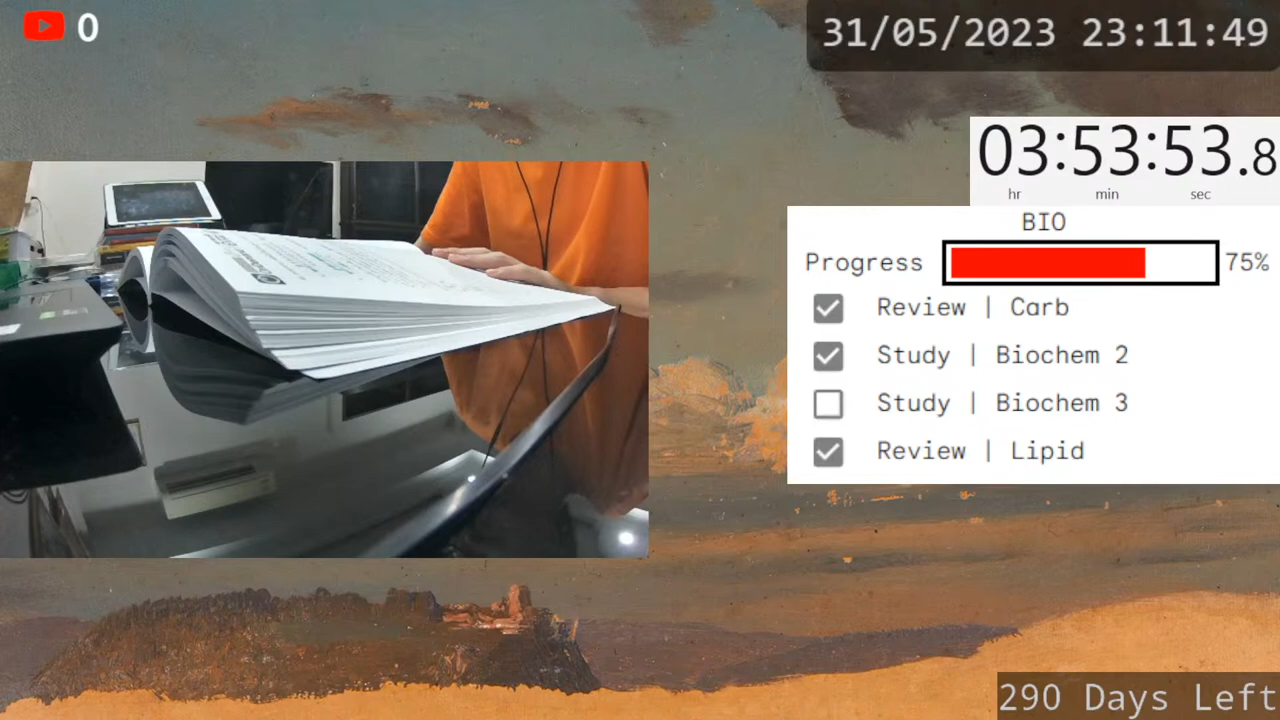 0
31/05/2023 23:11:49
03:53:53.8
hr min sec
BIO
Progress 75%
Review | Carb
Study | Biochem 2
Study | Biochem 3
Review | Lipid
290 Days Left